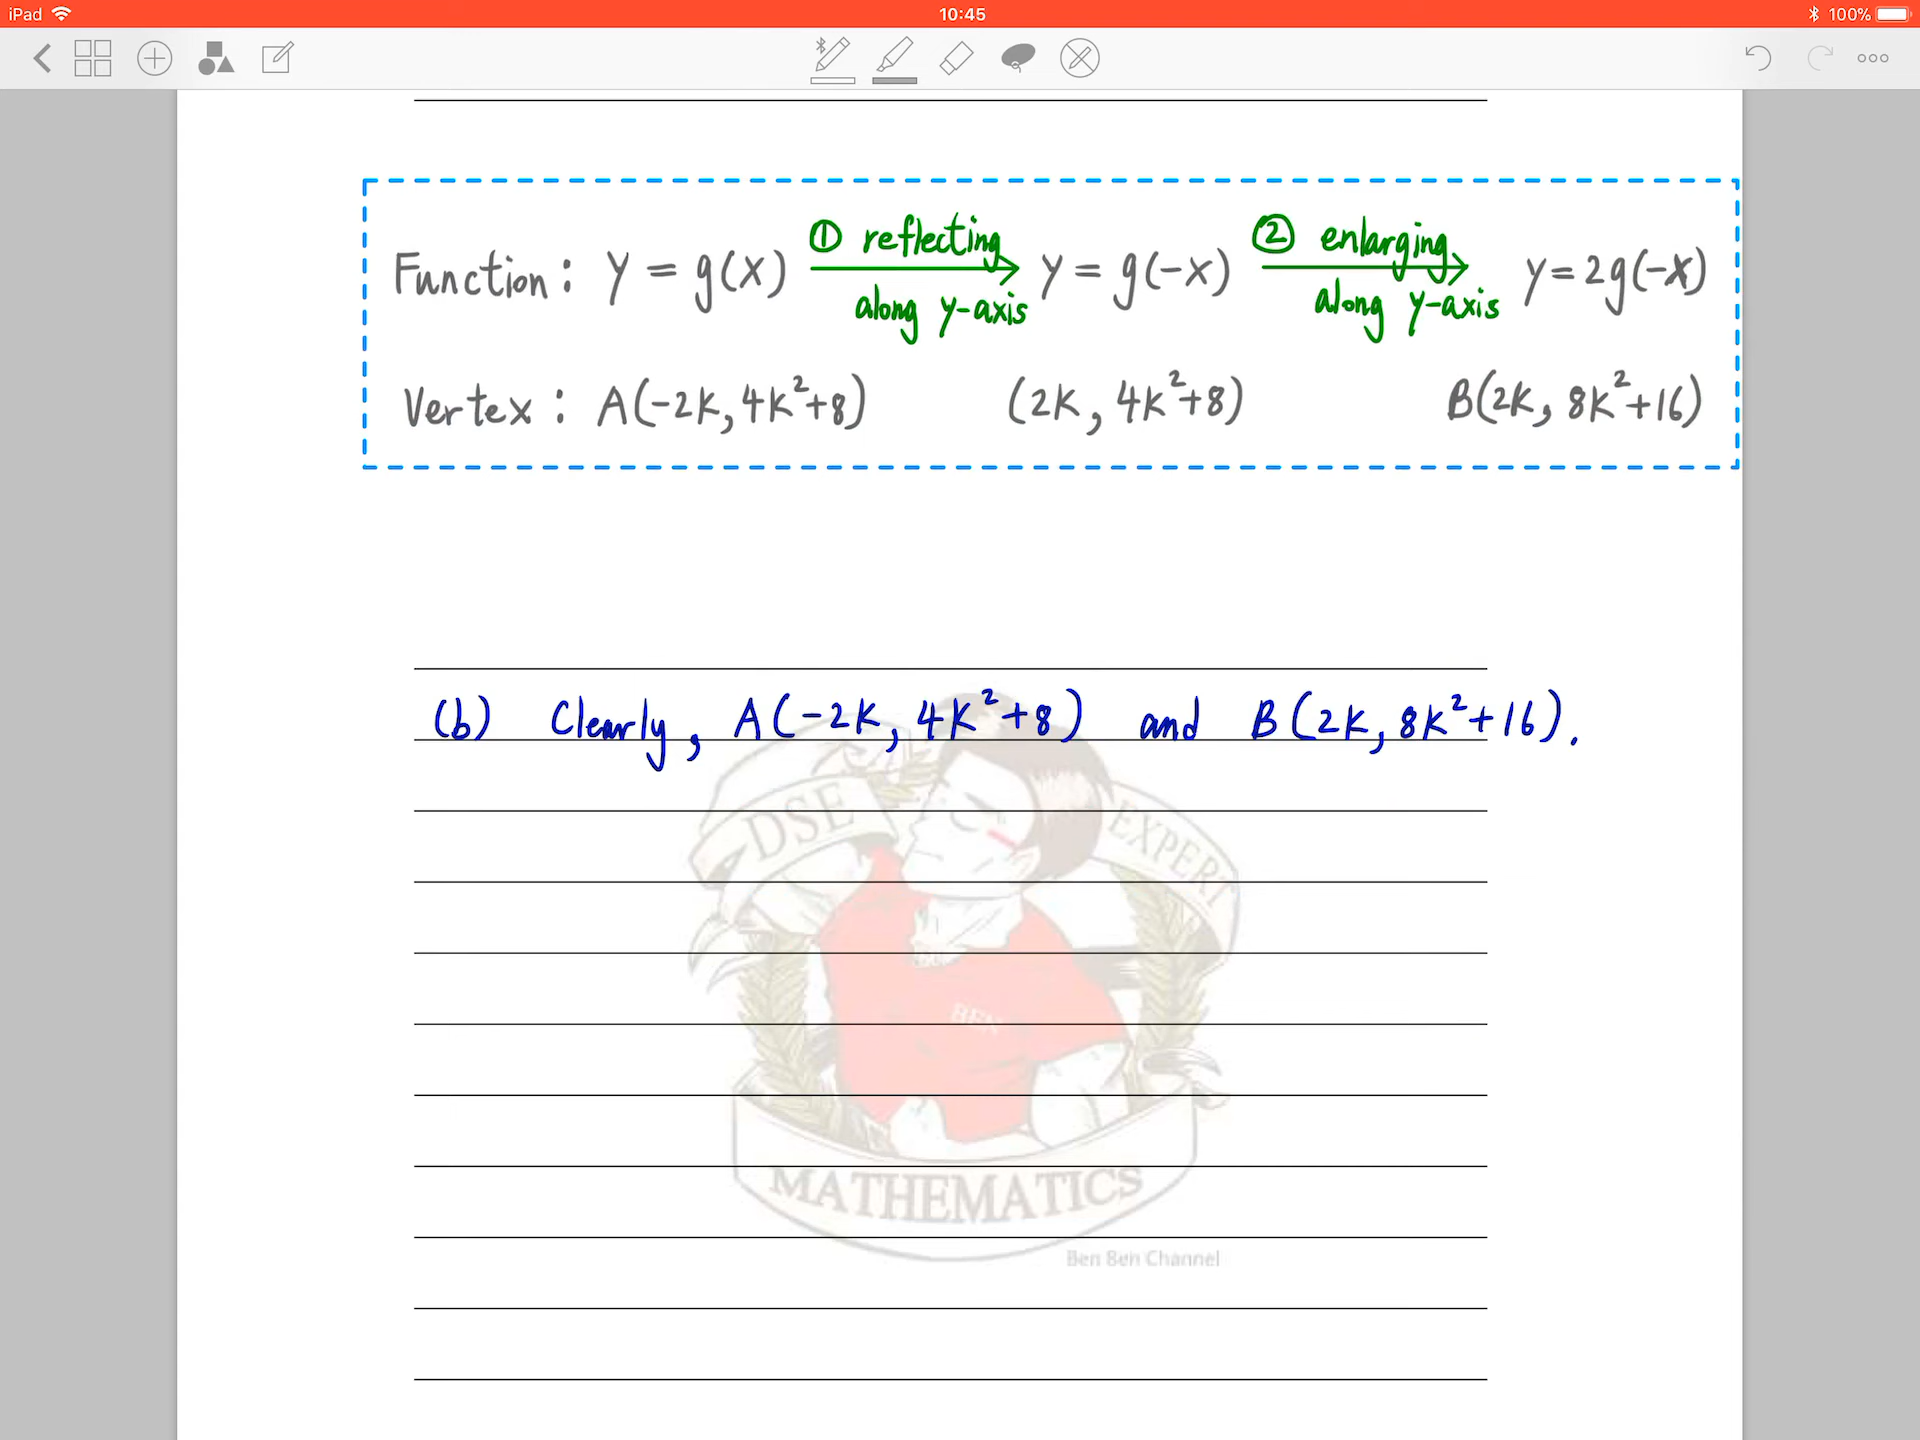 iPad 10:45 100%
① reflecting ② enlarging
Function: y = g(x) → y = g(-x) → y = 2g(-x)
along y-axis along y-axis
Vertex: A(-2k, 4k²+8) (2k, 4k²+8) B(2k, 8k²+16)
(b) Clearly, A(-2k, 4k²+8) and B(2k, 8k²+16).
DSE EXPERT
BEN
MATHEMATICS
Ben Ben Channel